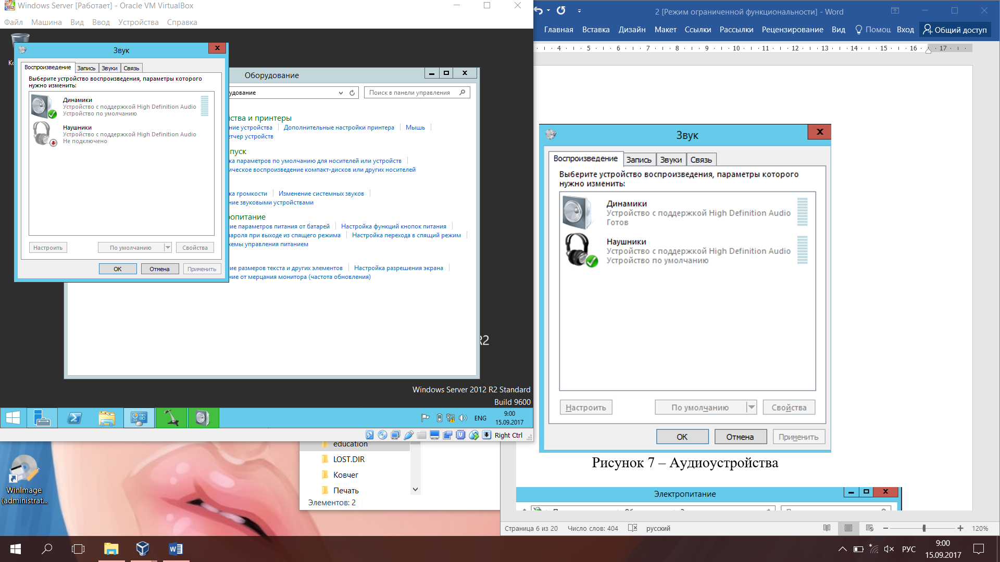 Windows Server [Работает] - Oracle VM VirtualBox
Файл Машина Вид Ввод Устройства Справка
Звук
Воспроизведение Запись Звуки Связь
Выберите устройство воспроизведения, параметры которого
нужно изменить:
Динамики
Устройство с поддержкой High Definition Audio
Устройство по умолчанию
Наушники
Устройство с поддержкой High Definition Audio
Не подключено
Настроить По умолчанию Свойства
OK Отмена Применить
Оборудование
удование
Поиск в панели управления
йства и принтеры
ние устройства Дополнительные настройки принтера Мышь
етчер устройств
пуск
ка параметров по умолчанию для носителей или устройств
ическое воспроизведение компакт-дисков или других носителей
ка громкости Изменение системных звуков
ние звуковыми устройствами
ропитание
ие параметров питания от батарей Настройка функций кнопок питания
пароля при выходе из спящего режима Настройка перехода в спящий режим
хемы управления питанием
ие размеров текста и других элементов Настройка разрешения экрана
ние от мерцания монитора (частота обновления)
R2
Windows Server 2012 R2 Standard
Build 9600
ENG
9:00
15.09.2017
Right Ctrl
2 [Режим ограниченной функциональности] - Word
Главная Вставка Дизайн Макет Ссылки Рассылки Рецензирование Вид Помощ Вход Общий доступ
4 5 6 7 8 9 10 11 12 13 14 15 16 17
Звук
Воспроизведение Запись Звуки Связь
Выберите устройство воспроизведения, параметры которого
нужно изменить:
Динамики
Устройство с поддержкой High Definition Audio
Готов
Наушники
Устройство с поддержкой High Definition Audio
Устройство по умолчанию
Настроить По умолчанию Свойства
OK Отмена Применить
Рисунок 7 – Аудиоустройства
Электропитание
Страница 6 из 20 Число слов: 404 русский 120%
education
LOST.DIR
Ковчег
Печать
Элементов: 2
WinImage
(administrat...
РУС
9:00
15.09.2017